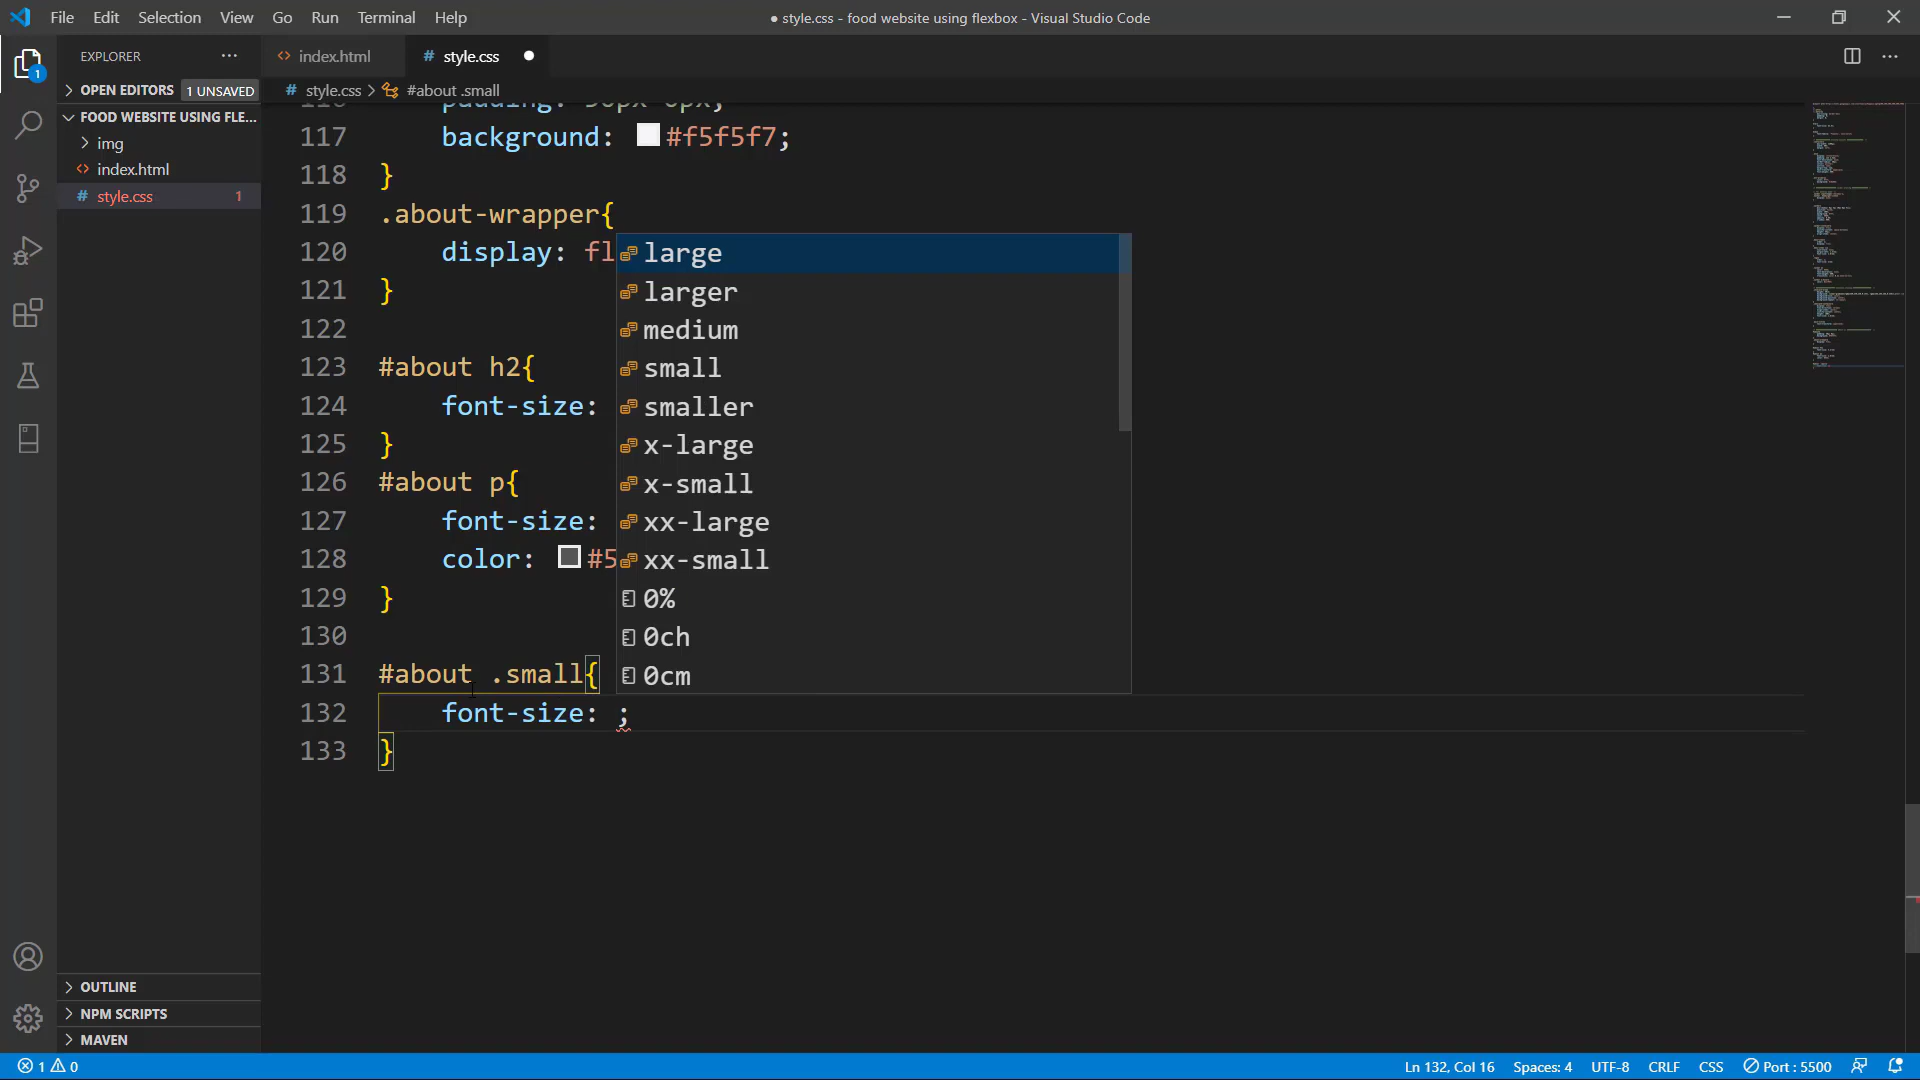 File Edit Selection View Go Run Terminal Help
● style.css - food website using flexbox - Visual Studio Code
EXPLORER
index.html
style.css
OPEN EDITORS 1 UNSAVED
style.css > #about .small
FOOD WEBSITE USING FLE...
img
index.html
style.css 1
117 background: #f5f5f7;
118 }
119 .about-wrapper{
120 display: fl
121 }
122
123 #about h2{
124 font-size:
125 }
126 #about p{
127 font-size:
128 color: #5
129 }
130
131 #about .small{
132 font-size: ;
133 }
large
larger
medium
small
smaller
x-large
x-small
xx-large
xx-small
0%
0ch
0cm
OUTLINE
NPM SCRIPTS
MAVEN
1 0
Ln 132, Col 16 Spaces: 4 UTF-8 CRLF CSS Port : 5500